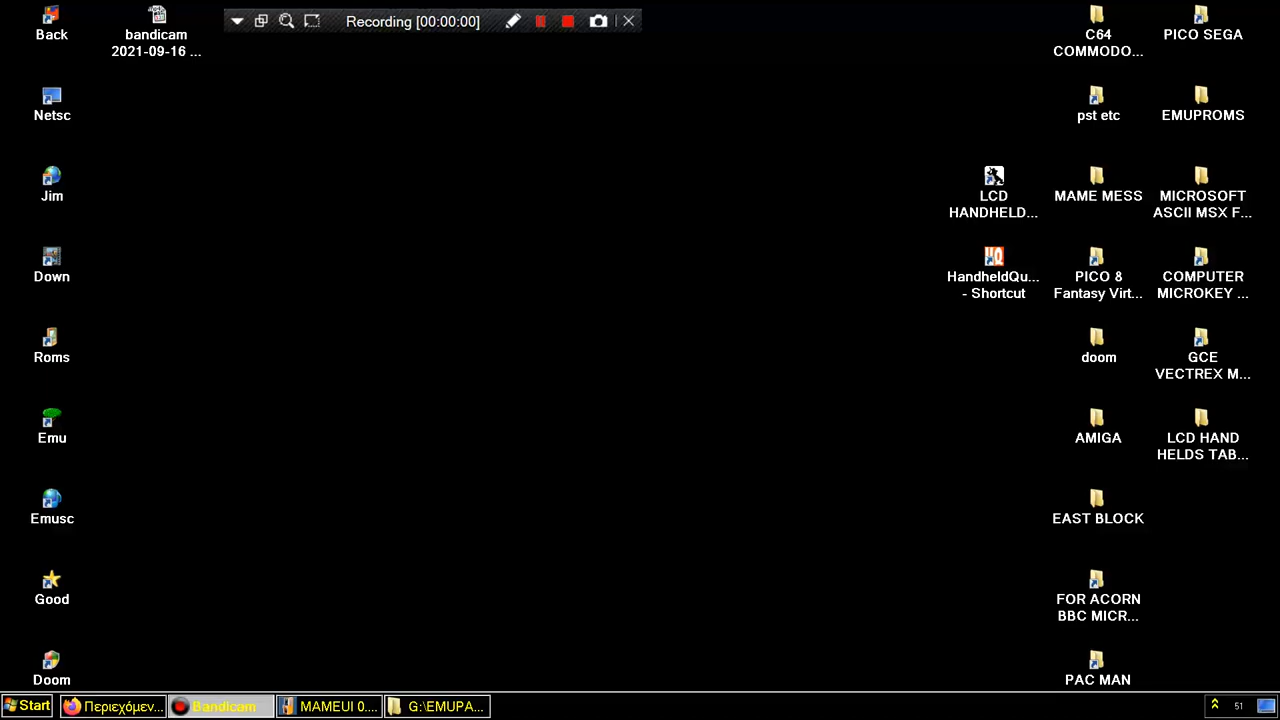 Recording [00:00:00]
Back
bandicam
2021-09-16 ...
C64
COMMODO...
PICO SEGA
Netsc
pst etc
EMUPROMS
Jim
LCD
HANDHELD...
MAME MESS
MICROSOFT
ASCII MSX F...
Down
HandheldQu...
- Shortcut
PICO 8
Fantasy Virt...
COMPUTER
MICROKEY ...
Roms
doom
GCE
VECTREX M...
Emu
AMIGA
LCD HAND
HELDS TAB...
Emusc
EAST BLOCK
Good
FOR ACORN
BBC MICR...
Doom
PAC MAN
Start
Περιεχόμεν...
Bandicam
MAMEUI 0....
G:\EMUPA...
51